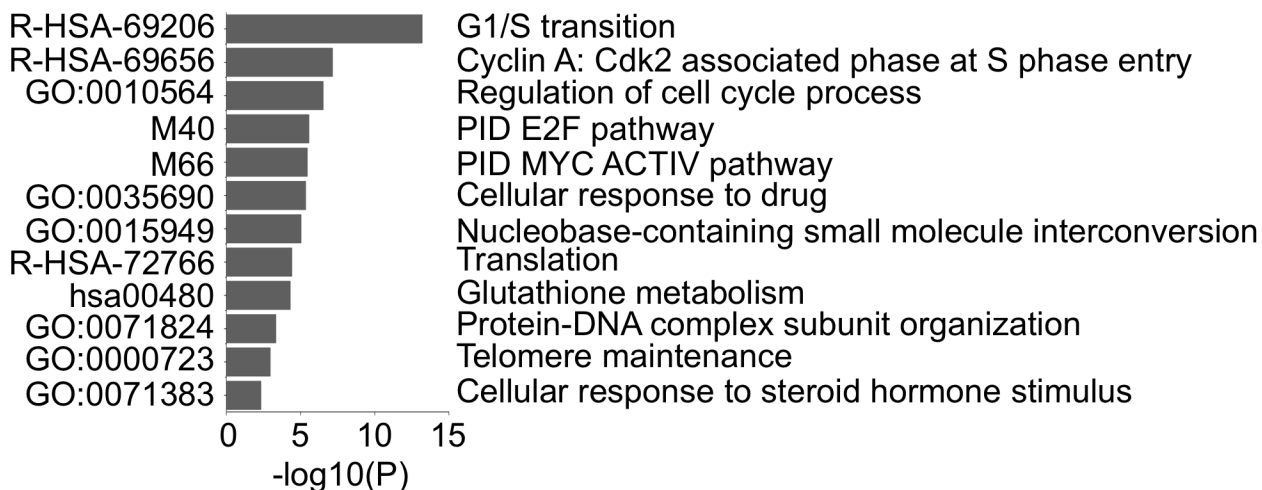 R-HSA-69206 G1/S transition
R-HSA-69656 Cyclin A: Cdk2 associated phase at S phase entry
GO:0010564 Regulation of cell cycle process
M40 PID E2F pathway
M66 PID MYC ACTIV pathway
GO:0035690 Cellular response to drug
GO:0015949 Nucleobase-containing small molecule interconversion
R-HSA-72766 Translation
hsa00480 Glutathione metabolism
GO:0071824 Protein-DNA complex subunit organization
GO:0000723 Telomere maintenance
GO:0071383 Cellular response to steroid hormone stimulus
0 5 10 15
-log10(P)